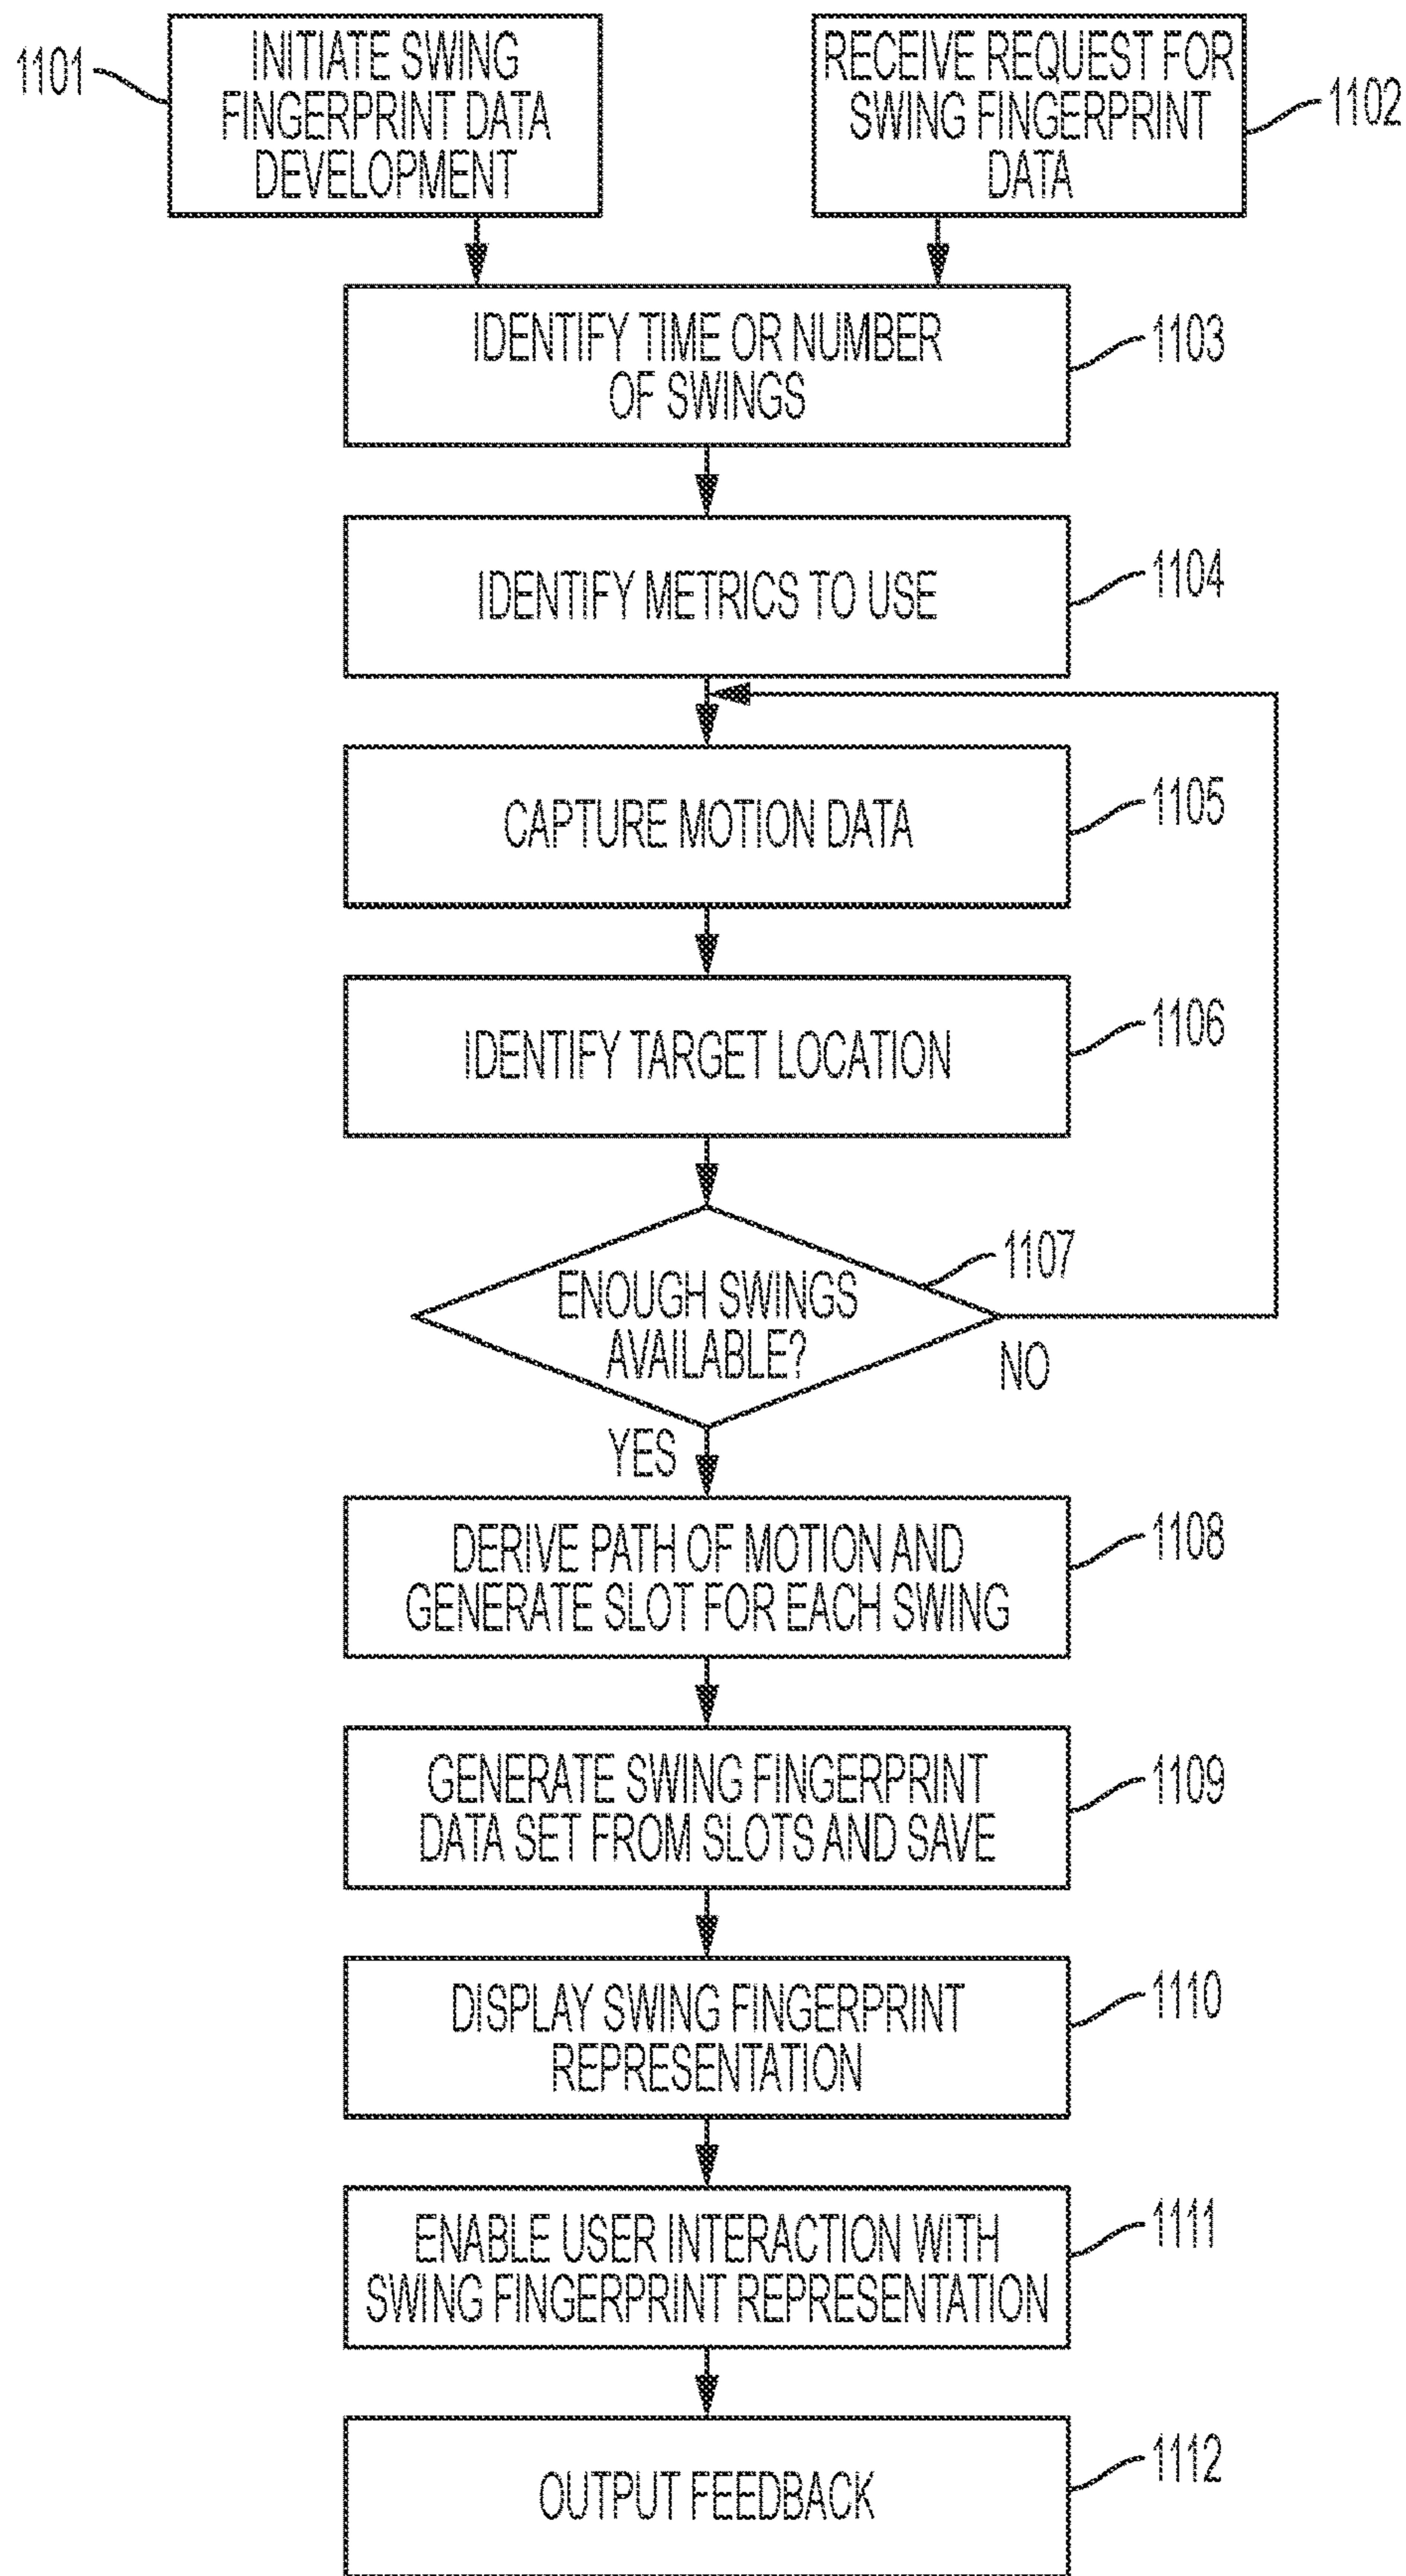 1101
INITIATE SWING
FINGERPRINT DATA
DEVELOPMENT
RECEIVE REQUEST FOR
SWING FINGERPRINT
DATA
1102
IDENTIFY TIME OR NUMBER
OF SWINGS
1103
IDENTIFY METRICS TO USE
1104
CAPTURE MOTION DATA
1105
IDENTIFY TARGET LOCATION
1106
ENOUGH SWINGS
AVAILABLE?
1107
NO
YES
DERIVE PATH OF MOTION AND
GENERATE SLOT FOR EACH SWING
1108
GENERATE SWING FINGERPRINT
DATA SET FROM SLOTS AND SAVE
1109
DISPLAY SWING FINGERPRINT
REPRESENTATION
1110
ENABLE USER INTERACTION WITH
SWING FINGERPRINT REPRESENTATION
1111
OUTPUT FEEDBACK
1112